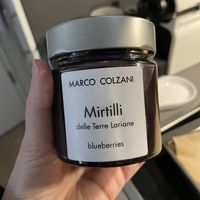 MARCO COLZANI
Mirtilli
delle Terre Lariane
blueberries